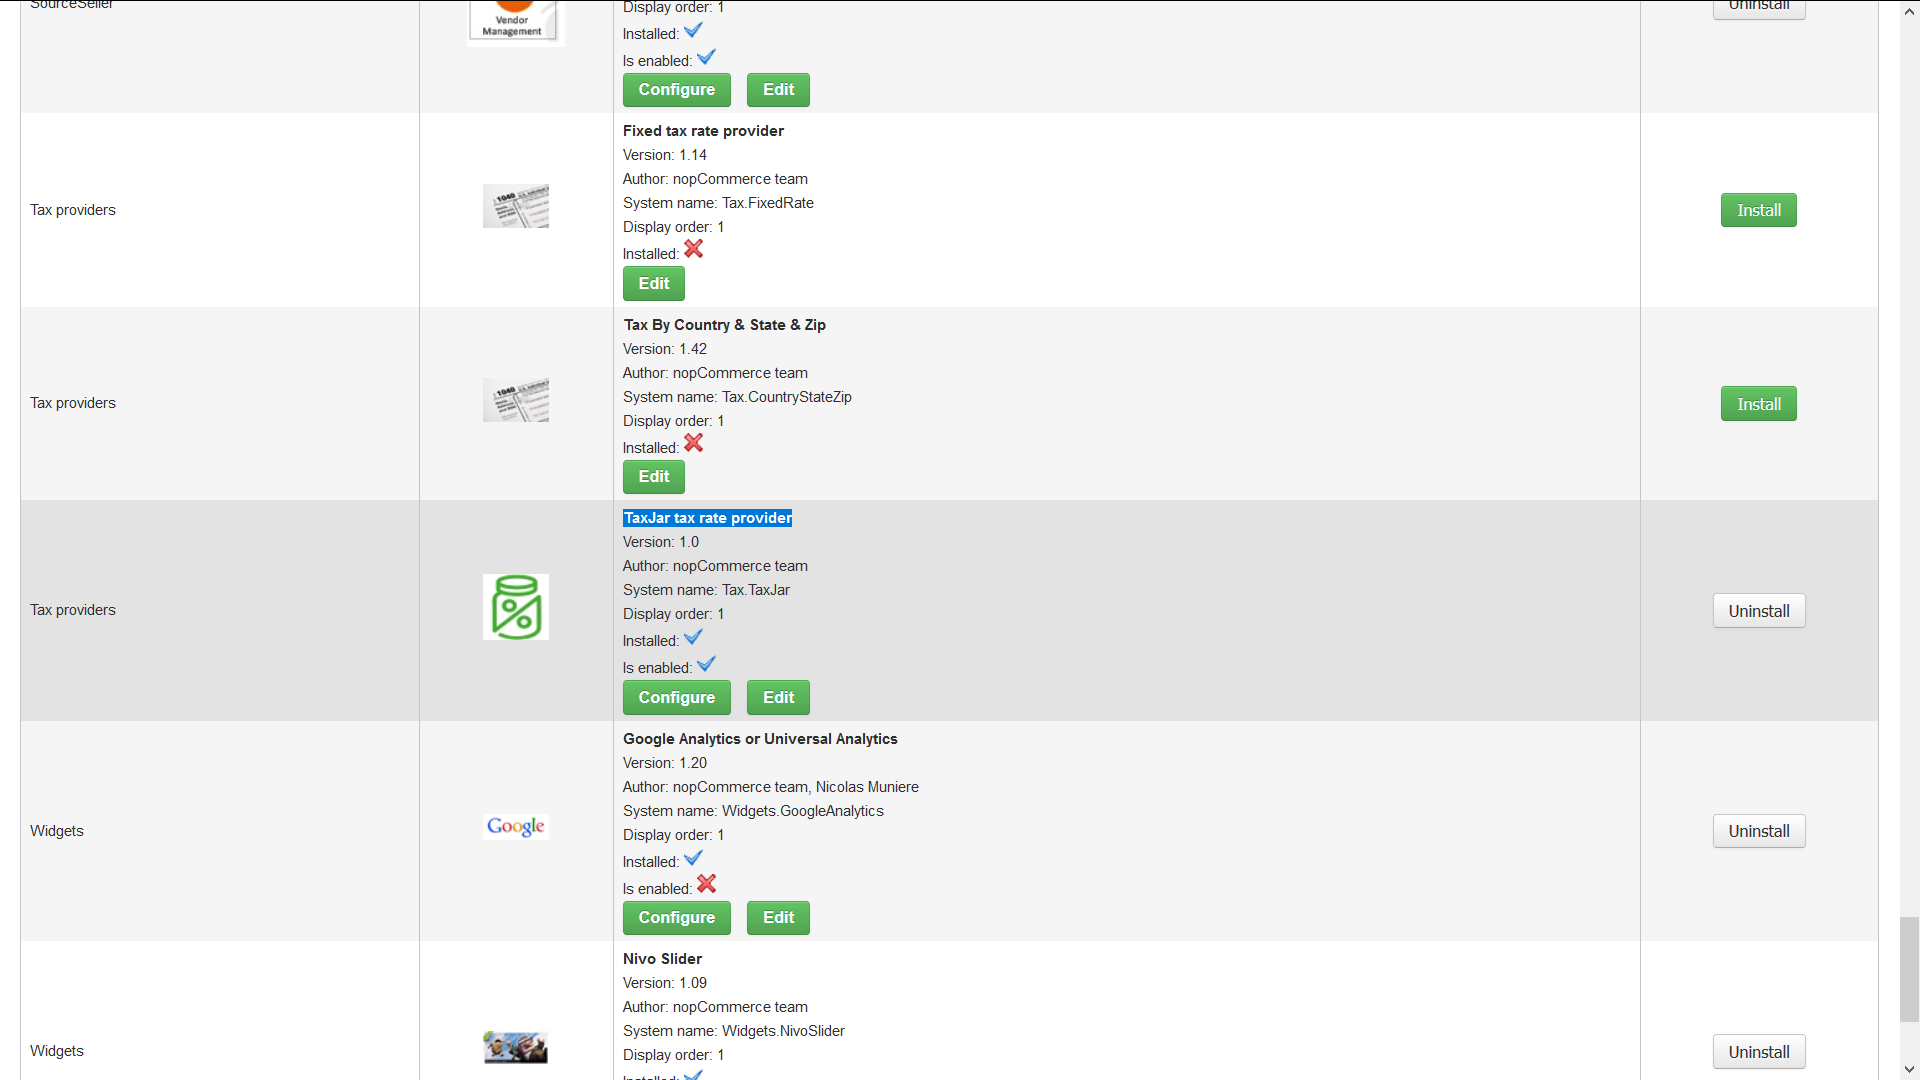 SourceSeller
Vendor
Management
Display order: 1
Uninstall
Installed:
Is enabled:
Configure Edit
Tax providers
1040
Fixed tax rate provider
Version: 1.14
Author: nopCommerce team
System name: Tax.FixedRate
Display order: 1
Installed:
Edit
Install
Tax providers
1040
Tax By Country & State & Zip
Version: 1.42
Author: nopCommerce team
System name: Tax.CountryStateZip
Display order: 1
Installed:
Edit
Install
Tax providers
TaxJar tax rate provider
Version: 1.0
Author: nopCommerce team
System name: Tax.TaxJar
Display order: 1
Installed:
Is enabled:
Configure Edit
Uninstall
Widgets
Google
Google Analytics or Universal Analytics
Version: 1.20
Author: nopCommerce team, Nicolas Muniere
System name: Widgets.GoogleAnalytics
Display order: 1
Installed:
Is enabled:
Configure Edit
Uninstall
Widgets
Nivo Slider
Version: 1.09
Author: nopCommerce team
System name: Widgets.NivoSlider
Display order: 1
Installed:
Uninstall